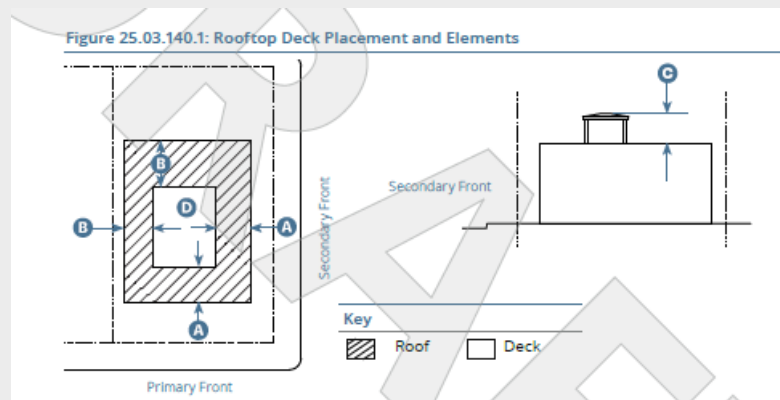 Figure 25.03.140.1: Rooftop Deck Placement and Elements
C
B
D
B
A
A
Secondary Front
Secondary Front
Primary Front
Key
Roof
Deck